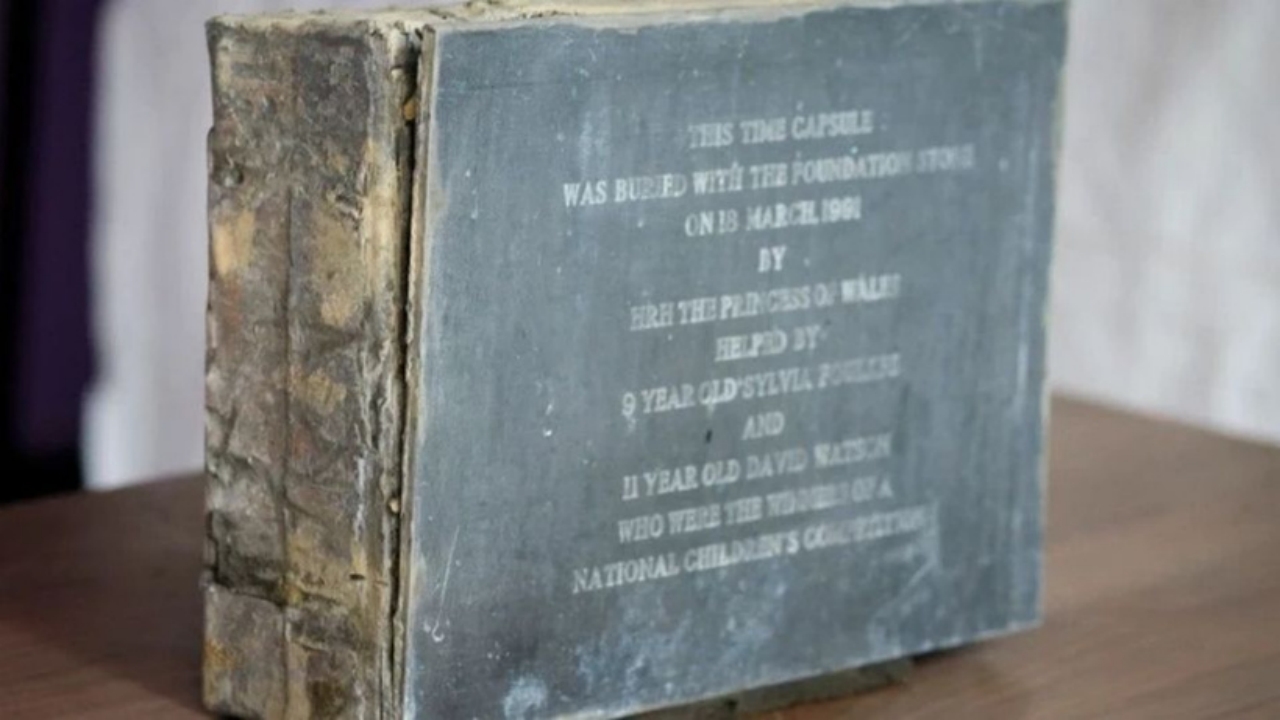 THIS TIME CAPSULE
WAS BURIED WITH THE FOUNDATION STONE
ON 18 MARCH 1991
BY
HRH THE PRINCESS OF WALES
HELPED BY
9 YEAR OLD SYLVIA
AND
11 YEAR OLD DAVID WATSON
WHO WERE THE WINNERS OF A
NATIONAL CHILDREN'S COMPETITION